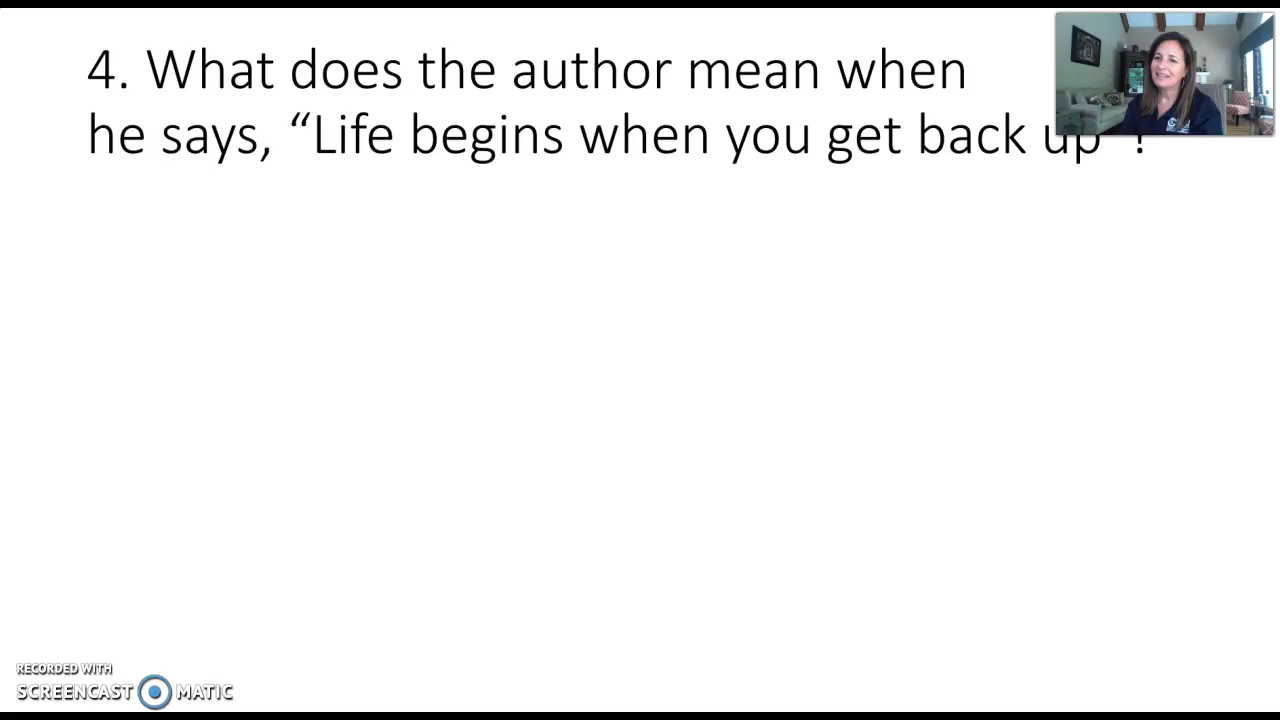 4. What does the author mean when
he says, “Life begins when you get back up”?
RECORDED WITH
SCREENCAST MATIC